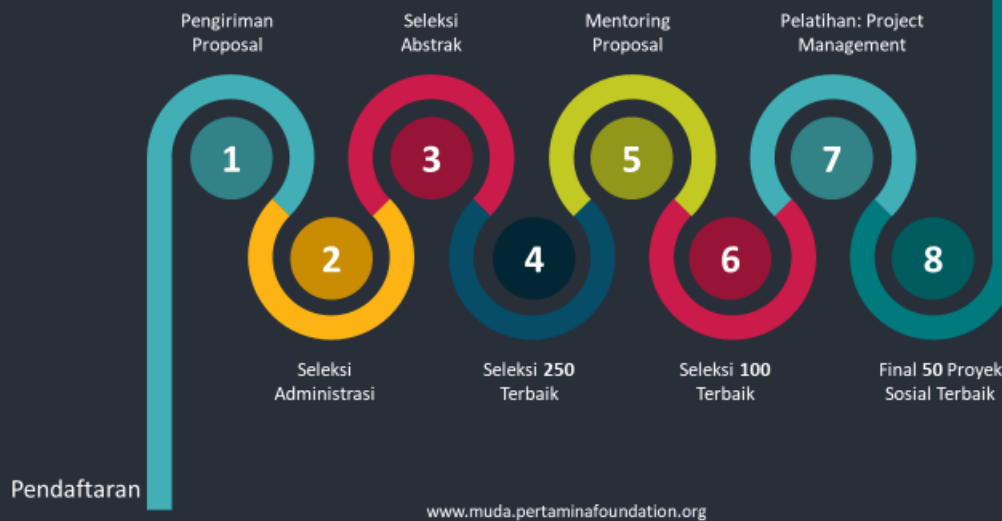 Pengiriman
Proposal
Seleksi
Abstrak
Mentoring
Proposal
Pelatihan: Project
Management
1
3
5
7
2
4
6
8
Seleksi
Administrasi
Seleksi 250
Terbaik
Seleksi 100
Terbaik
Final 50 Proyek
Sosial Terbaik
Pendaftaran
www.muda.pertaminafoundation.org